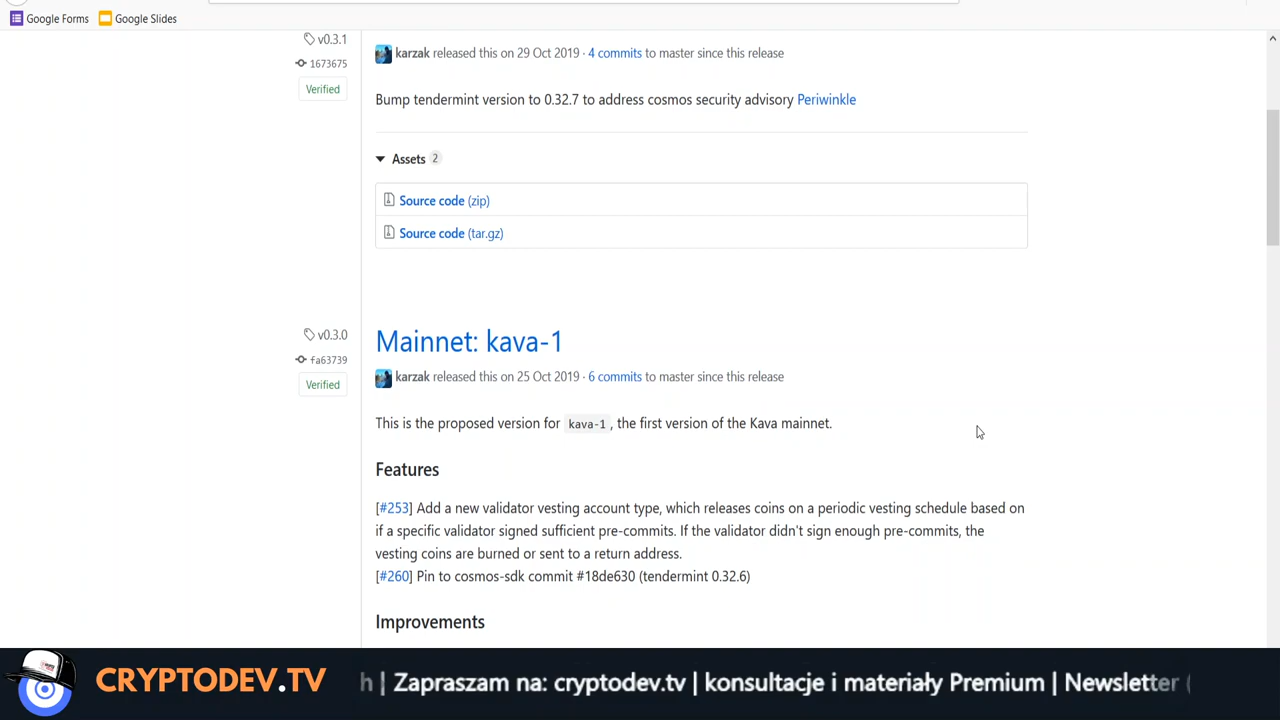 Google Forms Google Slides
v0.3.1
1673675
Verified
karzak released this on 29 Oct 2019 · 4 commits to master since this release
Bump tendermint version to 0.32.7 to address cosmos security advisory Periwinkle
Assets 2
Source code (zip)
Source code (tar.gz)
v0.3.0
fa63739
Verified
Mainnet: kava-1
karzak released this on 25 Oct 2019 · 6 commits to master since this release
This is the proposed version for kava-1 , the first version of the Kava mainnet.
Features
[#253] Add a new validator vesting account type, which releases coins on a periodic vesting schedule based on
if a specific validator signed sufficient pre-commits. If the validator didn't sign enough pre-commits, the
vesting coins are burned or sent to a return address.
[#260] Pin to cosmos-sdk commit #18de630 (tendermint 0.32.6)
Improvements
CRYPTODEV.TV h | Zapraszam na: cryptodev.tv | konsultacje i materiały Premium | Newsletter (